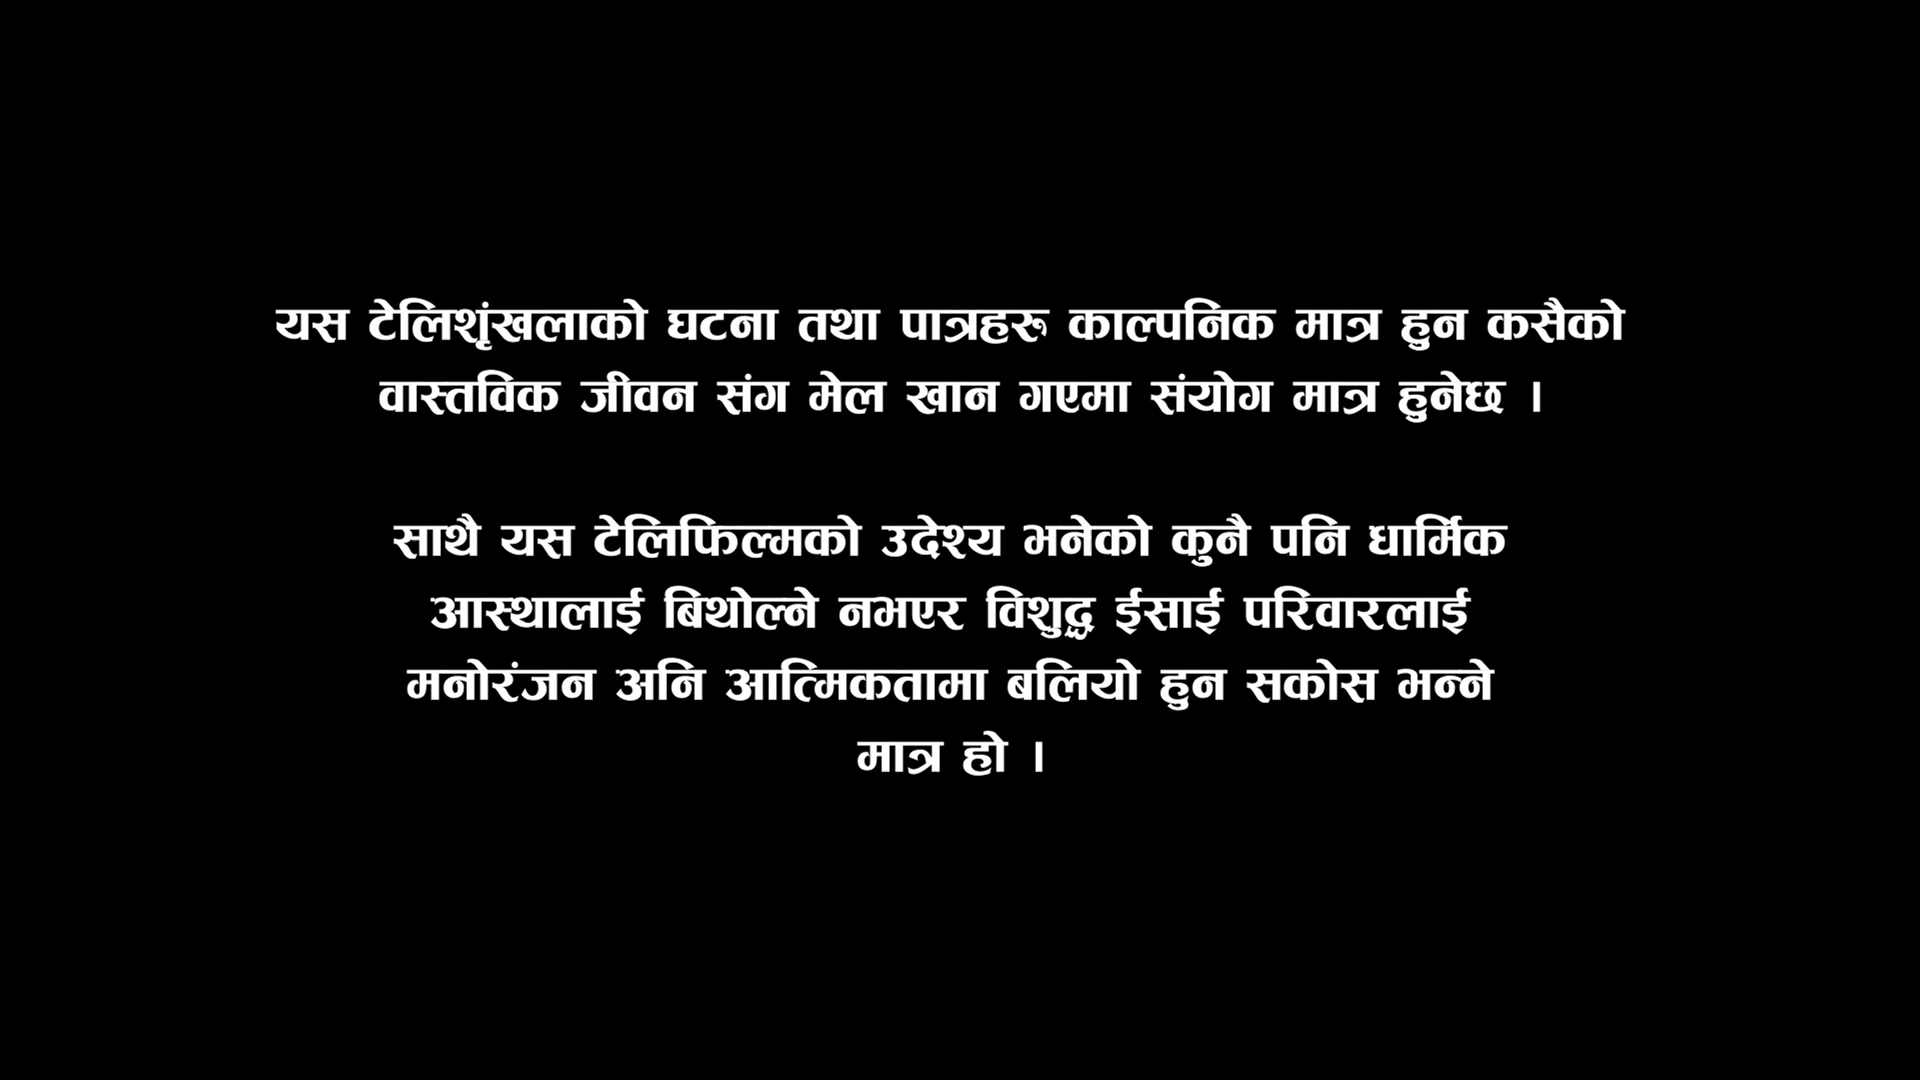 यस टेलिशृंखलाको घटना तथा पात्रहरू काल्पनिक मात्र हुन कसैको
वास्तविक जीवन संग मेल खान गएमा संयोग मात्र हुनेछ ।
साथै यस टेलिफिल्मको उदेश्य भनेको कुनै पनि धार्मिक
आस्थालाई बिथोल्ने नभएर विशुद्ध ईसाई परिवारलाई
मनोरंजन अनि आत्मिकतामा बलियो हुन सकोस भन्ने
मात्र हो ।